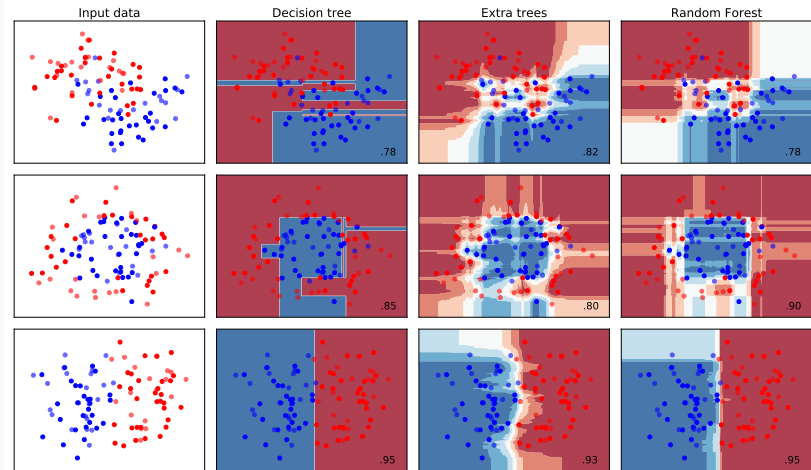 Input data Decision tree Extra trees Random Forest
.78 .82 .78
.85 .80 .90
.95 .93 .95